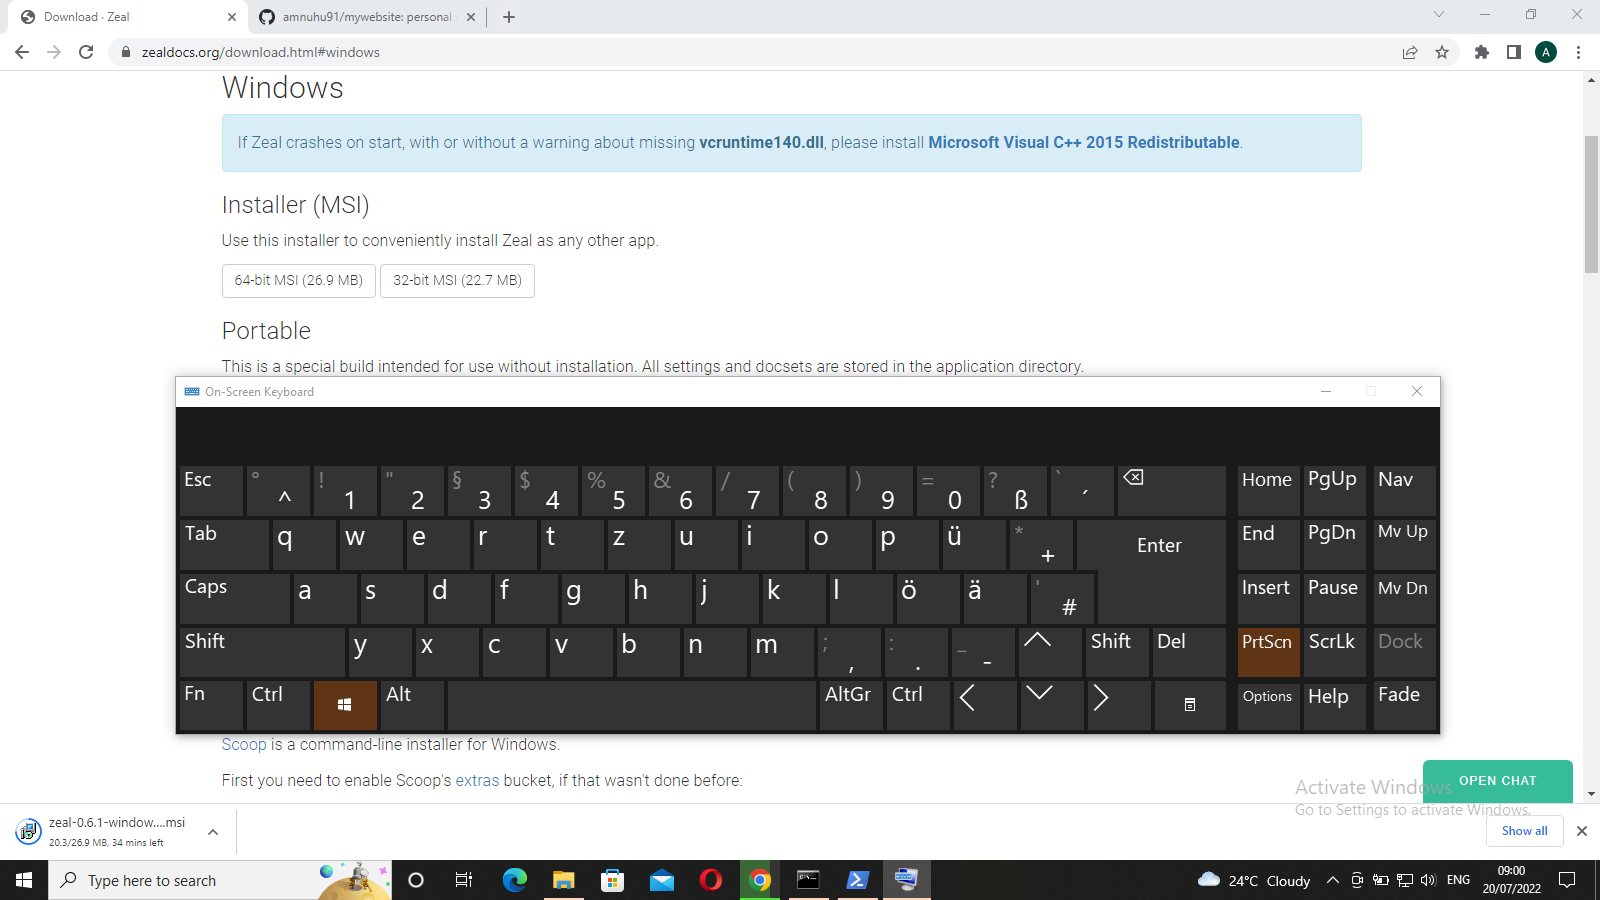 Download · Zeal
amnuhu91/mywebsite: personal
zealdocs.org/download.html#windows
A
Windows
If Zeal crashes on start, with or without a warning about missing vcruntime140.dll, please install Microsoft Visual C++ 2015 Redistributable.
Installer (MSI)
Use this installer to conveniently install Zeal as any other app.
64-bit MSI (26.9 MB) 32-bit MSI (22.7 MB)
Portable
This is a special build intended for use without installation. All settings and docsets are stored in the application directory.
On-Screen Keyboard
Esc ° ^ ! 1 " 2 § 3 $ 4 % 5 & 6 / 7 ( 8 ) 9 = 0 ? ß ` ´ Home PgUp Nav
Tab q w e r t z u i o p ü * + Enter End PgDn Mv Up
Caps a s d f g h j k l ö ä ' # Insert Pause Mv Dn
Shift y x c v b n m ; , : . _ - Shift Del PrtScn ScrLk Dock
Fn Ctrl Alt AltGr Ctrl Options Help Fade
Scoop is a command-line installer for Windows.
First you need to enable Scoop's extras bucket, if that wasn't done before:
OPEN CHAT
Activate Windows
Go to Settings to activate Windows.
zeal-0.6.1-window....msi
20.3/26.9 MB, 34 mins left
Show all
Type here to search
24°C Cloudy
ENG
09:00
20/07/2022